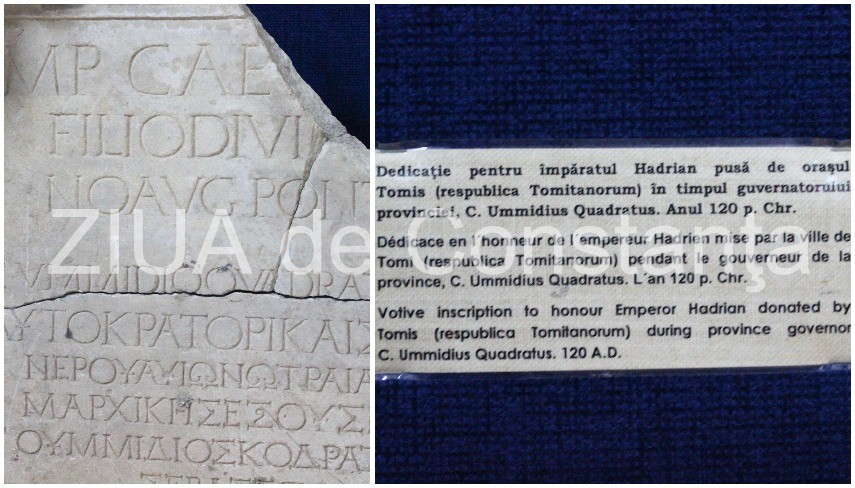 IMP CAE
FILIO DIVI
NO AVG PONT
VMMIDIO QVADRA
ΑΥΤΟΚΡΑΤΟΡΙ ΚΑΙΣ
ΝΕΡΟΥΑ ΥΙΩΝΩ ΤΡΑΙΑ
Μ ΑΡΧΙΚΗΣ ΕΞΟΥΣ
ΟΥΜΜΙΔΙΟΣ ΚΟΔΡΑΤ
ZIUA de Constanţa
Dedicaţie pentru împăratul Hadrian pusă de oraşul
Tomis (respublica Tomitanorum) în timpul guvernatorului
provinciei, C. Ummidius Quadratus. Anul 120 p. Chr.
Dédicace en l´honneur de l´empereur Hadrien mise par la ville de
Tomi (respublica Tomitanorum) pendant le gouverneur de la
province, C. Ummidius Quadratus. L´an 120 p. Chr.
Votive inscription to honour Emperor Hadrian donated by
Tomis (respublica Tomitanorum) during province governor
C. Ummidius Quadratus. 120 A.D.